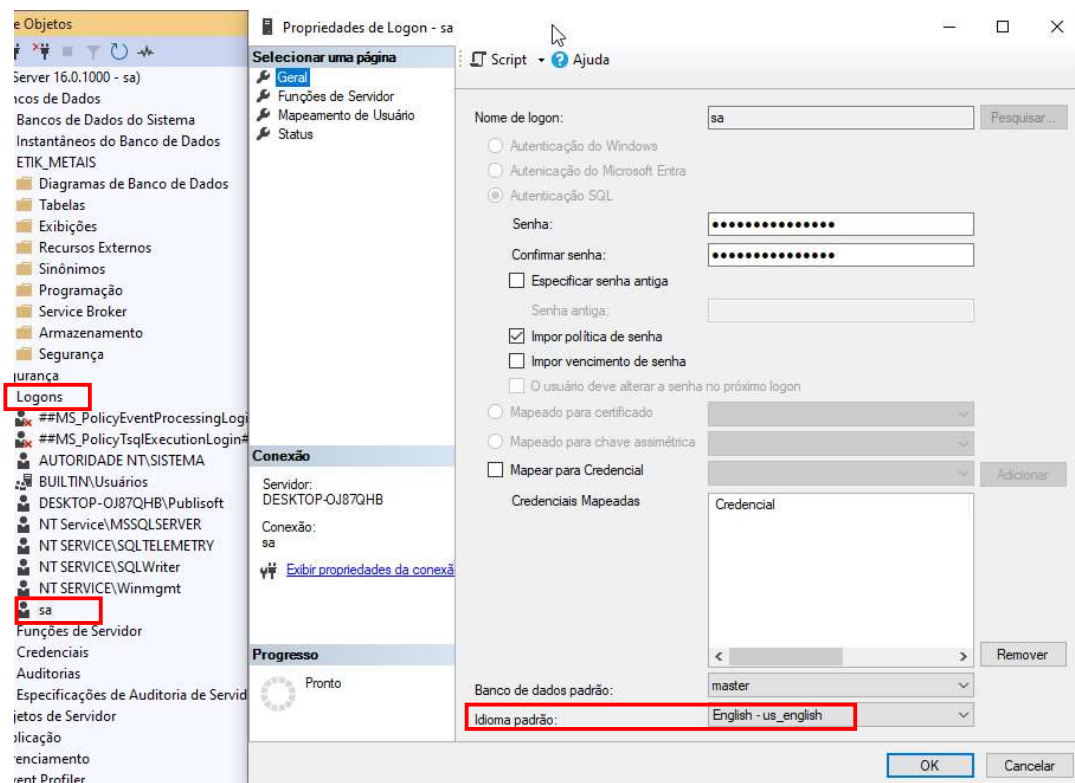 e Objetos
Server 16.0.1000 - sa)
ncos de Dados
Bancos de Dados do Sistema
Instantâneos do Banco de Dados
ETIK_METAIS
Diagramas de Banco de Dados
Tabelas
Exibições
Recursos Externos
Sinônimos
Programação
Service Broker
Armazenamento
Segurança
urança
Logons
##MS_PolicyEventProcessingLogi
##MS_PolicyTsqlExecutionLogin#
AUTORIDADE NT\SISTEMA
BUILTIN\Usuários
DESKTOP-OJ87QHB\Publisoft
NT Service\MSSQLSERVER
NT SERVICE\SQLTELEMETRY
NT SERVICE\SQLWriter
NT SERVICE\Winmgmt
sa
Funções de Servidor
Credenciais
Auditorias
Especificações de Auditoria de Servid
jetos de Servidor
plicação
renciamento
vent Profiler
Propriedades de Logon - sa
Selecionar uma página
Geral
Funções de Servidor
Mapeamento de Usuário
Status
Conexão
Servidor:
DESKTOP-OJ87QHB
Conexão:
sa
Exibir propriedades da conexã
Progresso
Pronto
Script
Ajuda
Nome de logon: sa Pesquisar...
Autenticação do Windows
Autenicação do Microsoft Entra
Autenticação SQL
Senha:
Confirmar senha:
Especificar senha antiga
Senha antiga:
Impor política de senha
Impor vencimento de senha
O usuário deve alterar a senha no próximo logon
Mapeado para certificado
Mapeado para chave assimétrica
Mapear para Credencial Adicionar
Credenciais Mapeadas Credencial
Remover
Banco de dados padrão: master
Idioma padrão: English - us_english
OK Cancelar